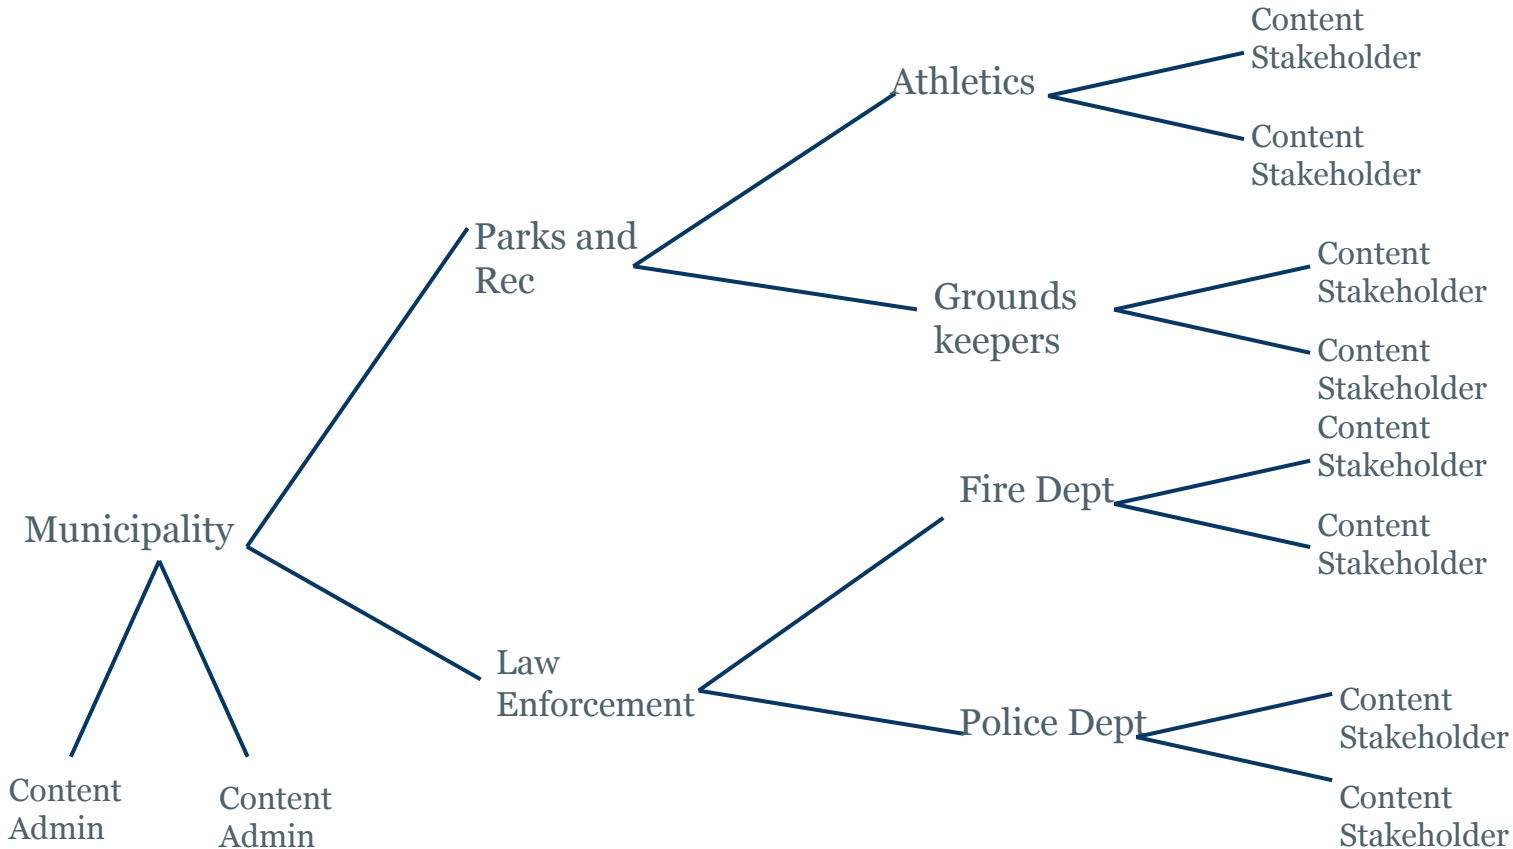 Content
Stakeholder
Athletics
Content
Stakeholder
Parks and
Rec
Content
Stakeholder
Grounds
keepers
Content
Stakeholder
Content
Stakeholder
Fire Dept
Content
Stakeholder
Municipality
Law
Enforcement
Police Dept
Content
Stakeholder
Content
Stakeholder
Content
Admin
Content
Admin